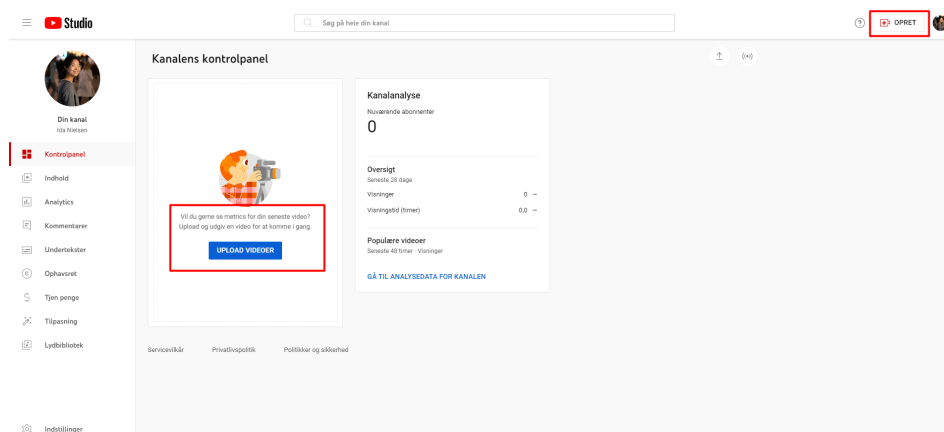 Studio
Søg på hele din kanal
OPRET
Din kanal
Ida Nielsen
Kontrolpanel
Indhold
Analytics
Kommentarer
Undertekster
Ophavsret
Tjen penge
Tilpasning
Lydbibliotek
Indstillinger
Kanalens kontrolpanel
Vil du gerne se metrics for din seneste video?
Upload og udgiv en video for at komme i gang.
UPLOAD VIDEOER
Kanalanalyse
Nuværende abonnenter
0
Oversigt
Seneste 28 dage
Visninger 0 —
Visningstid (timer) 0,0 —
Populære videoer
Seneste 48 timer · Visninger
GÅ TIL ANALYSEDATA FOR KANALEN
Servicevilkår Privatlivspolitik Politikker og sikkerhed